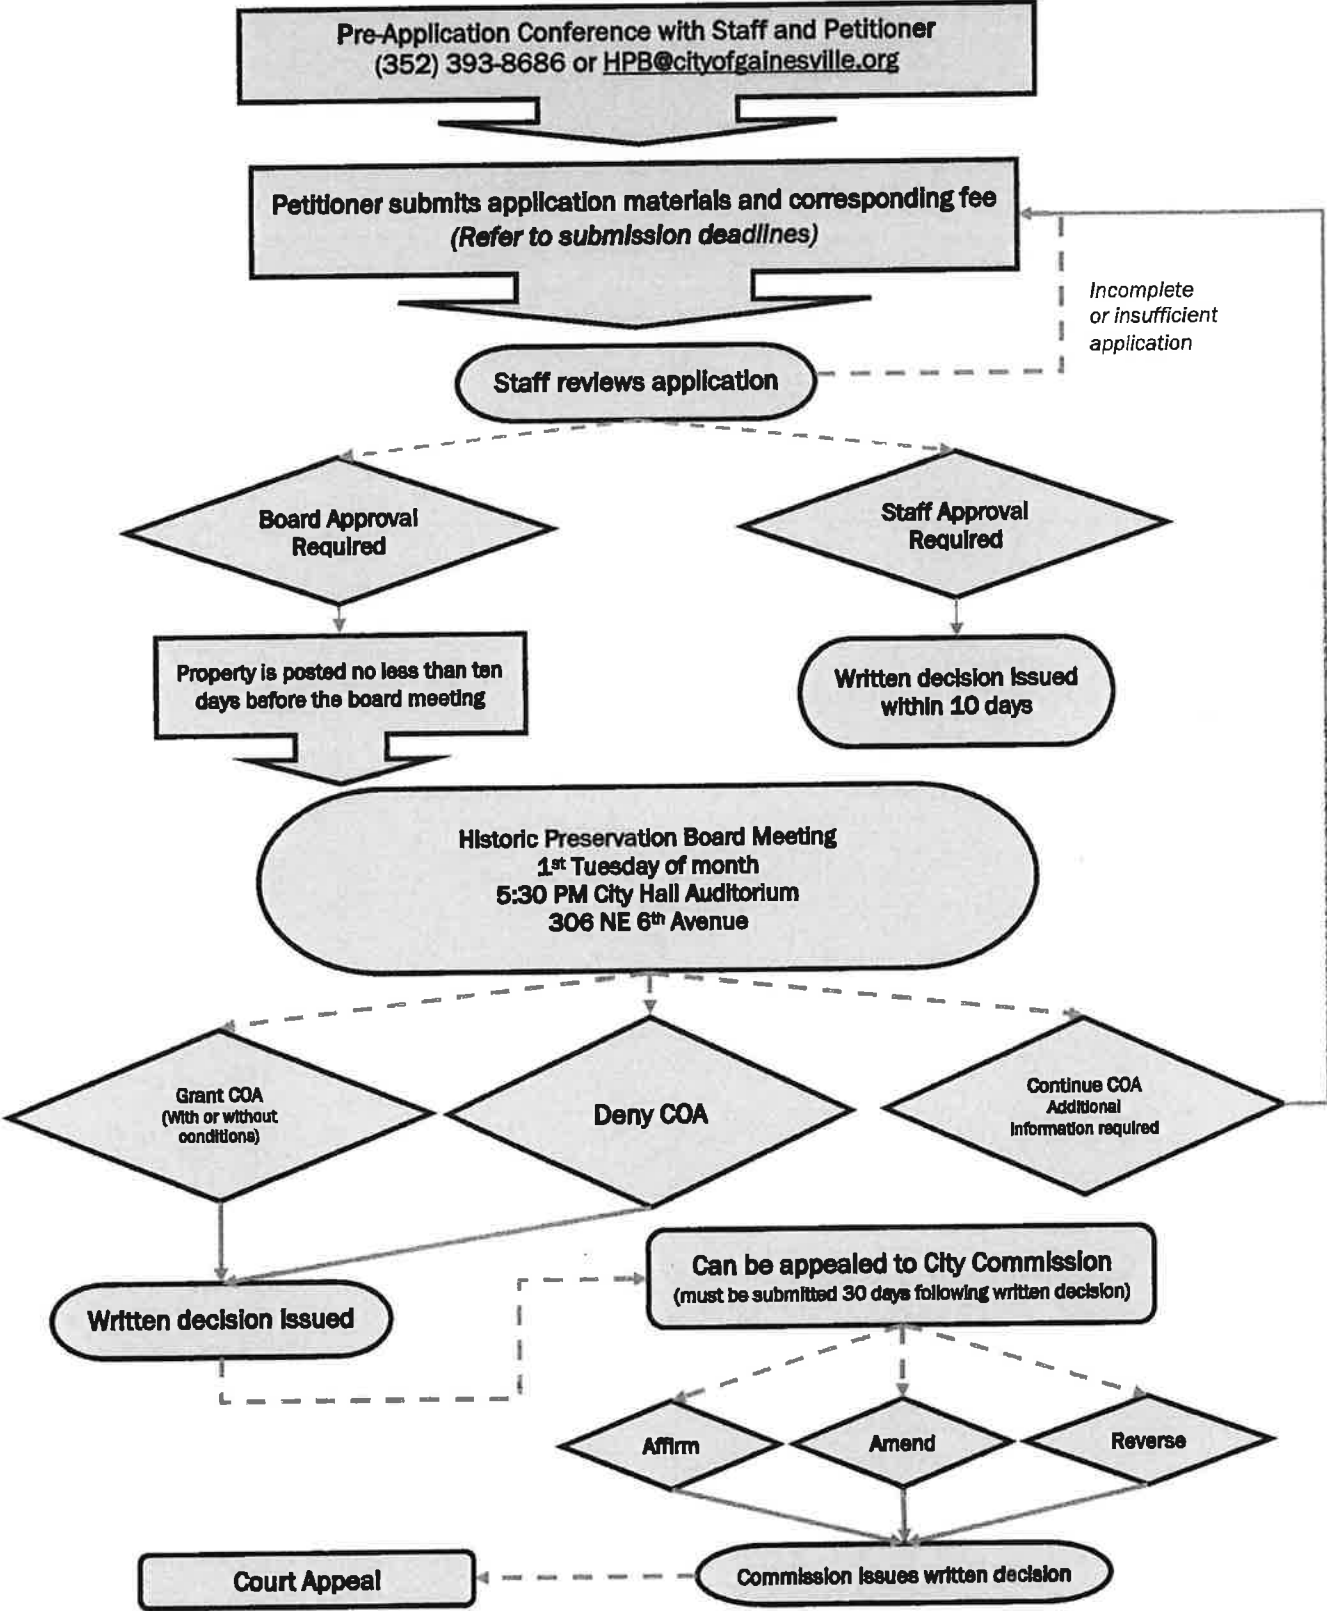 Pre-Application Conference with Staff and Petitioner
(352) 393-8686 or HPB@cityofgainesville.org
Petitioner submits application materials and corresponding fee
(Refer to submission deadlines)
Incomplete
or insufficient
application
Staff reviews application
Board Approval
Required
Staff Approval
Required
Property is posted no less than ten
days before the board meeting
Written decision issued
within 10 days
Historic Preservation Board Meeting
1st Tuesday of month
5:30 PM City Hall Auditorium
306 NE 6th Avenue
Grant COA
(With or without
conditions)
Deny COA
Continue COA
Additional
Information required
Can be appealed to City Commission
(must be submitted 30 days following written decision)
Written decision issued
Affirm
Amend
Reverse
Court Appeal
Commission issues written decision